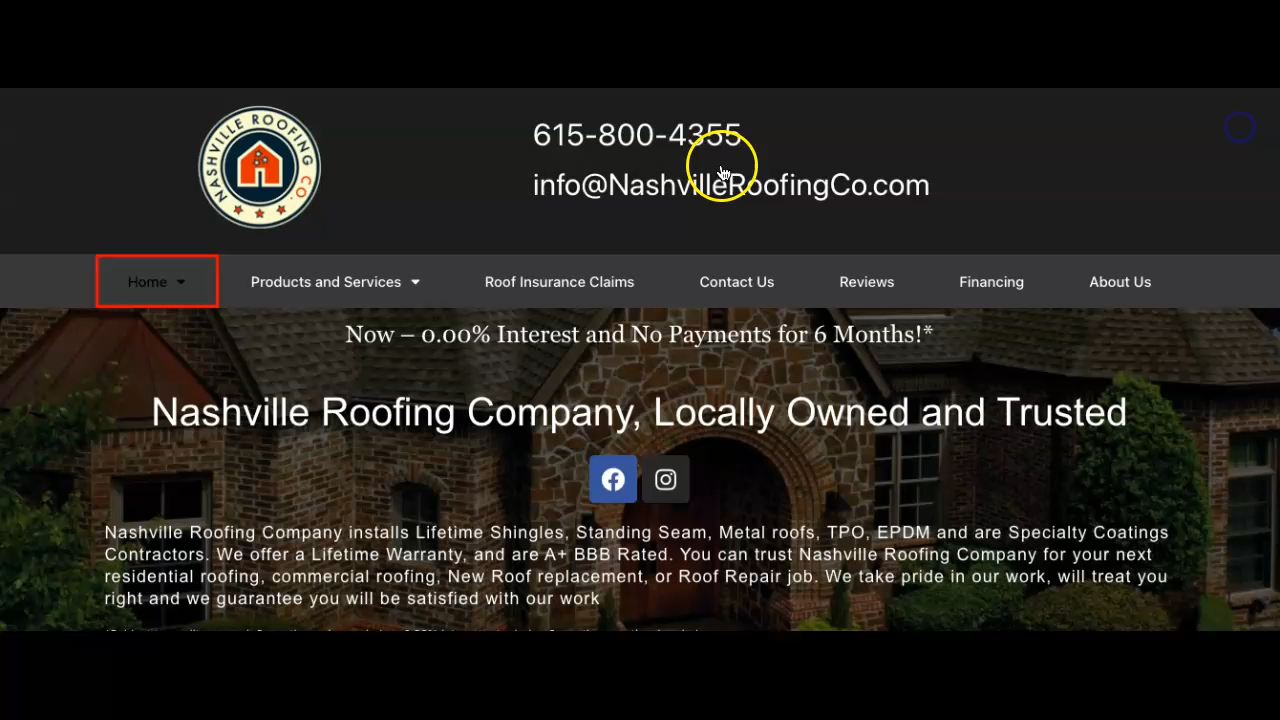 NASHVILLE ROOFING CO.
615-800-4355
info@NashvilleRoofingCo.com
Home
Products and Services
Roof Insurance Claims
Contact Us
Reviews
Financing
About Us
Now – 0.00% Interest and No Payments for 6 Months!*
Nashville Roofing Company, Locally Owned and Trusted
Nashville Roofing Company installs Lifetime Shingles, Standing Seam, Metal roofs, TPO, EPDM and are Specialty Coatings
Contractors. We offer a Lifetime Warranty, and are A+ BBB Rated. You can trust Nashville Roofing Company for your next
residential roofing, commercial roofing, New Roof replacement, or Roof Repair job. We take pride in our work, will treat you
right and we guarantee you will be satisfied with our work